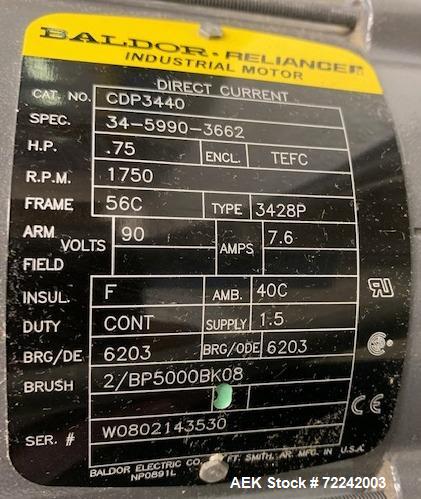 BALDOR·RELIANCER
INDUSTRIAL MOTOR
DIRECT CURRENT
CAT. NO. CDP3440
SPEC. 34-5990-3662
H.P. .75 ENCL. TEFC
R.P.M. 1750
FRAME 56C TYPE 3428P
ARM VOLTS 90 AMPS 7.6
FIELD
INSUL. F AMB. 40C
DUTY CONT SUPPLY 1.5
BRG/DE 6203 BRG/ODE 6203
BRUSH 2/BP5000BK08
CE
SER. # W0802143530
BALDOR ELECTRIC CO. FT. SMITH, AR. MFG. IN U.S.A.
NP0891L
AEK Stock # 72242003